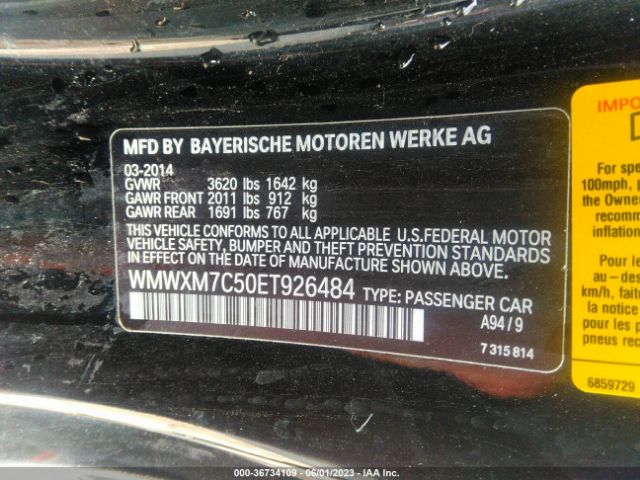 MFD BY BAYERISCHE MOTOREN WERKE AG
03-2014
GVWR 3620 lbs 1642 kg
GAWR FRONT 2011 lbs 912 kg
GAWR REAR 1691 lbs 767 kg
THIS VEHICLE CONFORMS TO ALL APPLICABLE U.S.FEDERAL MOTOR
VEHICLE SAFETY, BUMPER AND THEFT PREVENTION STANDARDS
IN EFFECT ON THE DATE OF MANUFACTURE SHOWN ABOVE.
WMWXM7C50ET926484 TYPE: PASSENGER CAR
A94/9
7 315 814
For spe
100mph,
the Owne
recomm
inflation
au-des
km/h, fai
la notice
pour les p
pneus rec
6859729
000-36734109 - 06/01/2023 - IAA Inc.